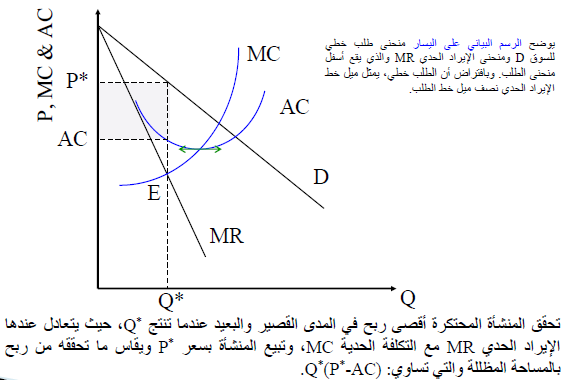 يوضح الرسم البياني على اليسار منحنى طلب خطي
للسوق D ومنحنى الإيراد الحدي MR والذي يقع أسفل
منحنى الطلب. وبافتراض أن الطلب خطي، يمثل ميل خط
الإيراد الحدي نصف ميل خط الطلب.
P, MC & AC
MC
P*
AC
AC
D
E
MR
Q*
Q
تحقق المنشأة المحتكرة أقصى ربح في المدى القصير والبعيد عندما تنتج Q*، حيث يتعادل عندها
الإيراد الحدي MR مع التكلفة الحدية MC، وتبيع المنشأة بسعر P* ويقاس ما تحققه من ربح
بالمساحة المظللة والتي تساوي: Q*(P*-AC).